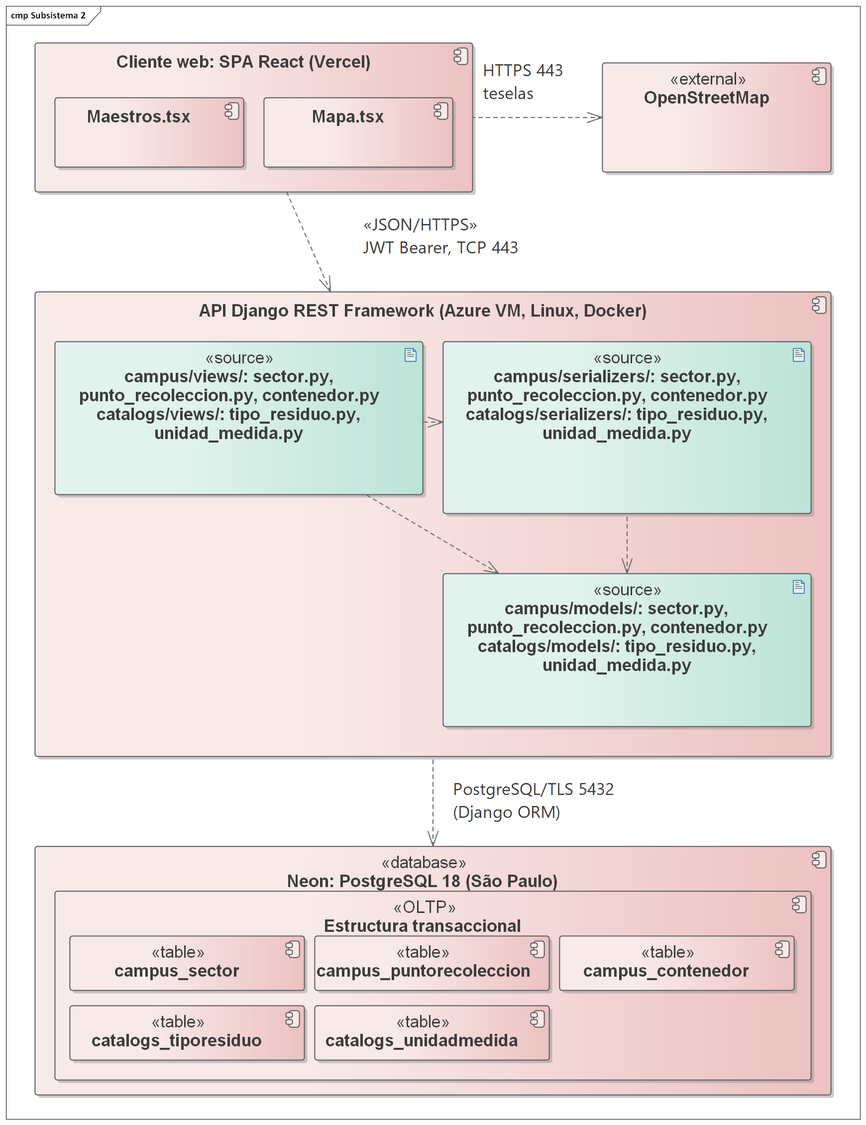 cmp Subsistema 2
Cliente web: SPA React (Vercel)
Maestros.tsx
Mapa.tsx
HTTPS 443
teselas
«external»
OpenStreetMap
«JSON/HTTPS»
JWT Bearer, TCP 443
API Django REST Framework (Azure VM, Linux, Docker)
«source»
campus/views/: sector.py,
punto_recoleccion.py, contenedor.py
catalogs/views/: tipo_residuo.py,
unidad_medida.py
«source»
campus/serializers/: sector.py,
punto_recoleccion.py, contenedor.py
catalogs/serializers/: tipo_residuo.py,
unidad_medida.py
«source»
campus/models/: sector.py,
punto_recoleccion.py, contenedor.py
catalogs/models/: tipo_residuo.py,
unidad_medida.py
PostgreSQL/TLS 5432
(Django ORM)
«database»
Neon: PostgreSQL 18 (São Paulo)
«OLTP»
Estructura transaccional
«table»
campus_sector
«table»
campus_puntorecoleccion
«table»
campus_contenedor
«table»
catalogs_tiporesiduo
«table»
catalogs_unidadmedida